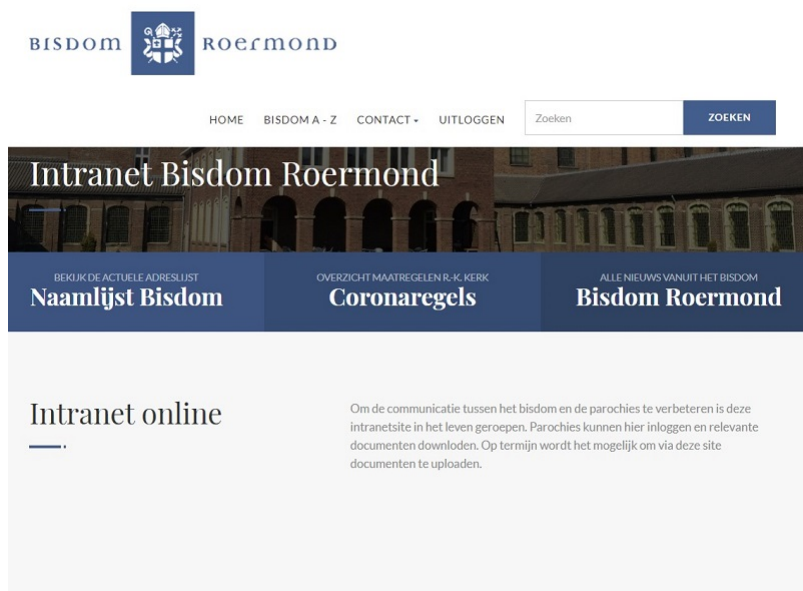 BISDOM ROERMOND
HOME BISDOM A - Z CONTACT UITLOGGEN Zoeken ZOEKEN
Intranet Bisdom Roermond
BEKIJK DE ACTUELE ADRESLIJST
Naamlijst Bisdom
OVERZICHT MAATREGELEN R.-K. KERK
Coronaregels
ALLE NIEUWS VANUIT HET BISDOM
Bisdom Roermond
Intranet online
Om de communicatie tussen het bisdom en de parochies te verbeteren is deze
intranetsite in het leven geroepen. Parochies kunnen hier inloggen en relevante
documenten downloden. Op termijn wordt het mogelijk om via deze site
documenten te uploaden.